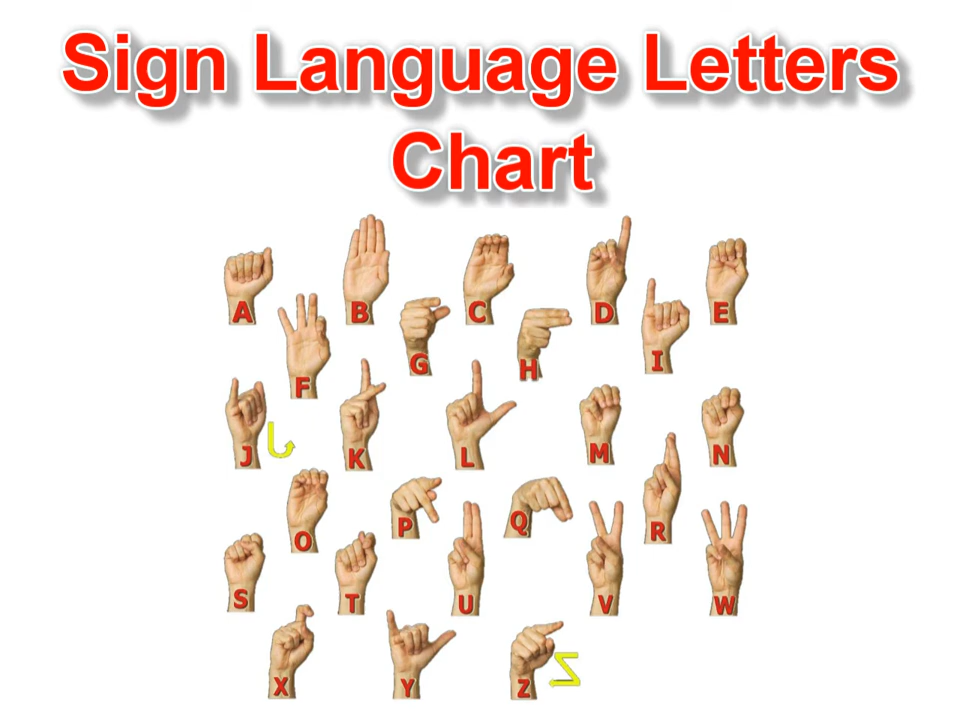 Sign Language Letters
Chart
A B C D E
F G H I
J K L M N
O P Q R
S T U V W
X Y Z